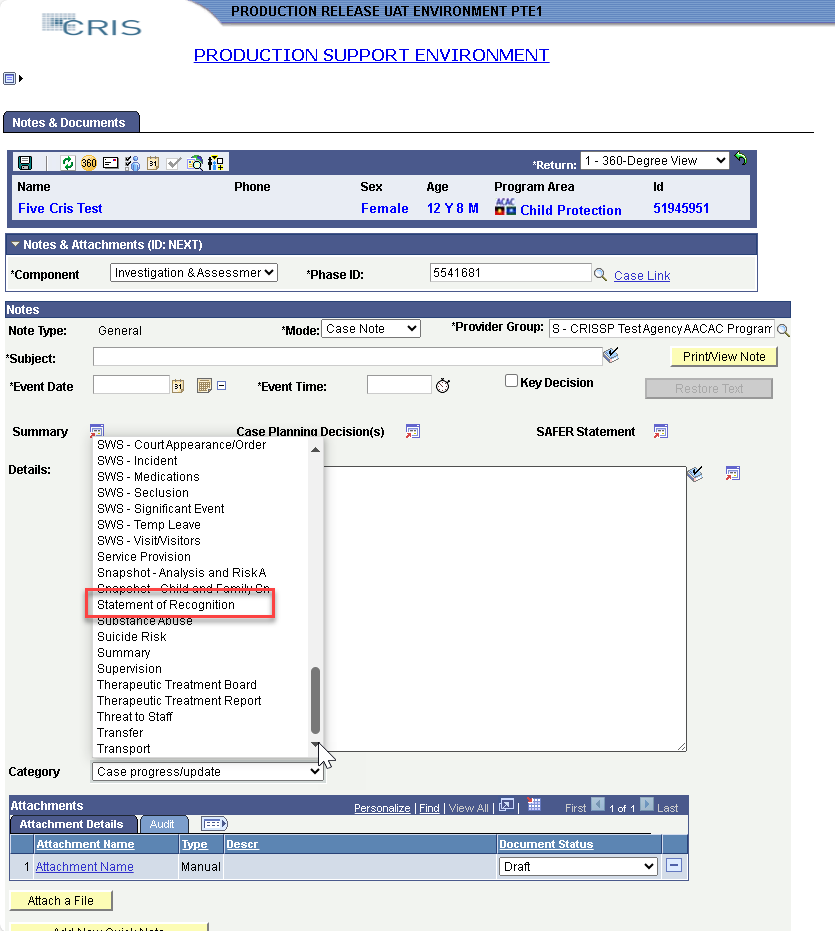 PRODUCTION RELEASE UAT ENVIRONMENT PTE1
CRIS
PRODUCTION SUPPORT ENVIRONMENT
Notes & Documents
360 31 *Return: 1 - 360-Degree View
Name Phone Sex Age Program Area Id
Five Cris Test Female 12 Y 8 M ACAC Child Protection 51945951
Notes & Attachments (ID: NEXT)
*Component Investigation & Assessmer *Phase ID: 5541681 Case Link
Notes
Note Type: General *Mode: Case Note *Provider Group: S - CRISSP Test Agency AACAC Program
*Subject: Print/View Note
*Event Date 31 *Event Time: Key Decision Restore Text
Summary Case Planning Decision(s) SAFER Statement
Details:
SWS - Court Appearance/Order
SWS - Incident
SWS - Medications
SWS - Seclusion
SWS - Significant Event
SWS - Temp Leave
SWS - Visit/Visitors
Service Provision
Snapshot - Analysis and Risk A
Snapshot - Child and Family Sn
Statement of Recognition
Substance Abuse
Suicide Risk
Summary
Supervision
Therapeutic Treatment Board
Therapeutic Treatment Report
Threat to Staff
Transfer
Transport
Category Case progress/update
Attachments Personalize | Find | View All | | First 1 of 1 Last
Attachment Details Audit
Attachment Name Type Descr Document Status
1 Attachment Name Manual Draft
Attach a File
Add New Quick Note